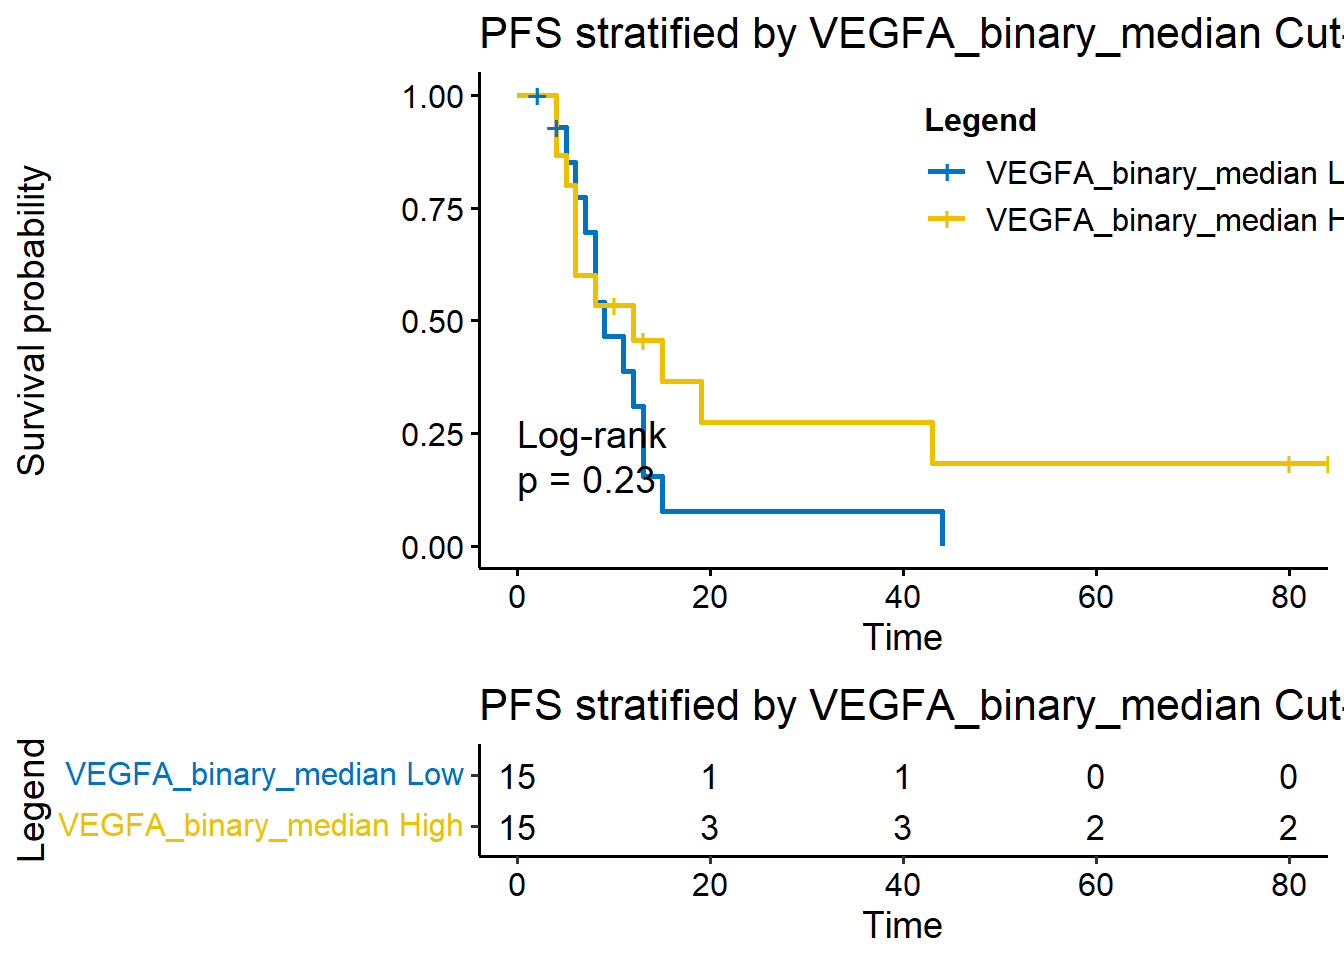 PFS stratified by VEGFA_binary_median Cut-
Survival probability
1.00
0.75
0.50
0.25
0.00
Legend
VEGFA_binary_median L
VEGFA_binary_median H
Log-rank
p = 0.23
0 20 40 60 80
Time
PFS stratified by VEGFA_binary_median Cut-
Legend
VEGFA_binary_median Low 15 1 1 0 0
VEGFA_binary_median High 15 3 3 2 2
0 20 40 60 80
Time